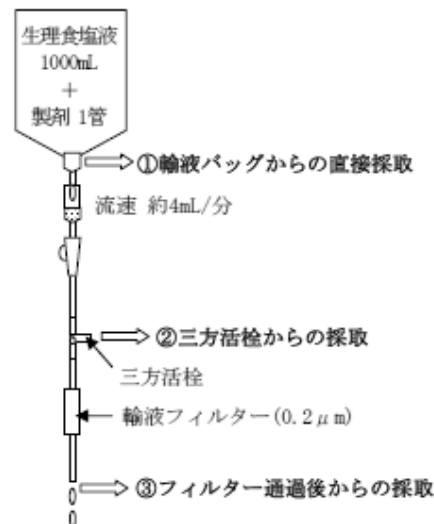 生理食塩液
1000mL
+
製剤 1管
①輸液バッグからの直接採取
流速 約4mL/分
②三方活栓からの採取
三方活栓
輸液フィルター(0.2μm)
③フィルター通過後からの採取